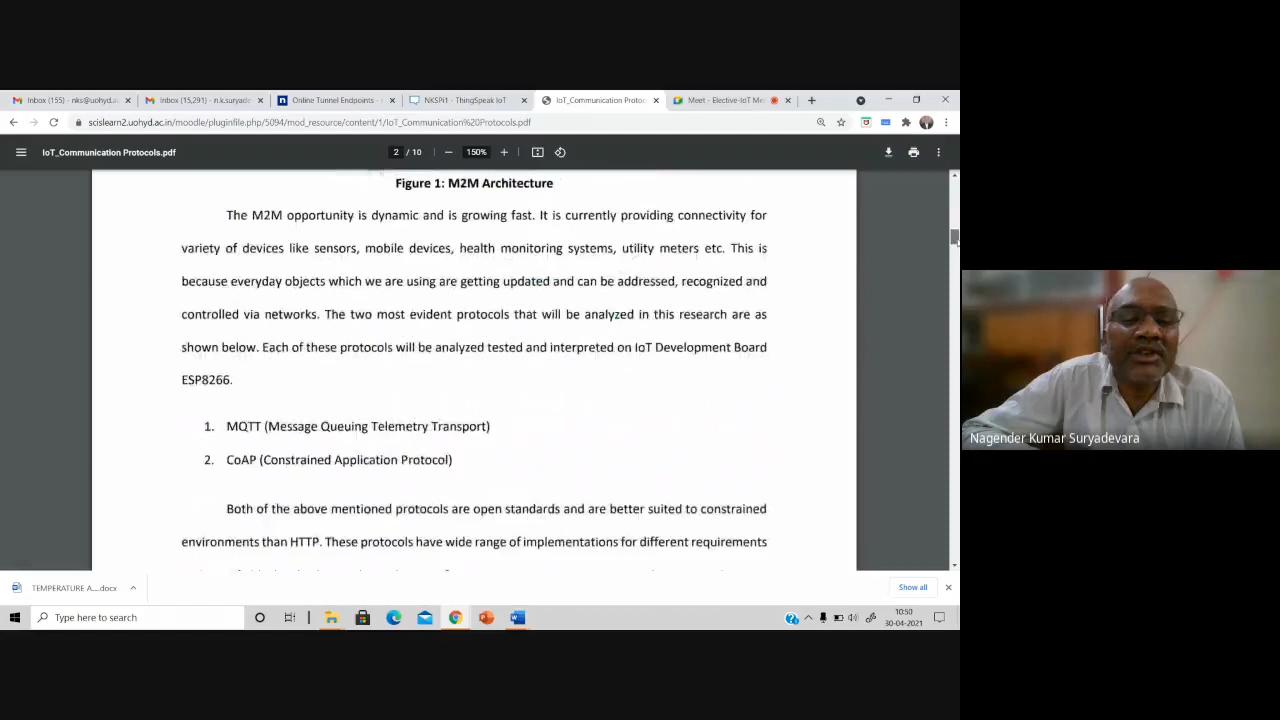 Inbox (155) - nks@uohyd.a
Inbox (15,291) - n.k.suryade
Online Tunnel Endpoints -
NKSPi1 - ThingSpeak IoT
IoT_Communication Protoc
Meet - Elective-IoT Me
scislearn2.uohyd.ac.in/moodle/pluginfile.php/5094/mod_resource/content/1/IoT_Communication%20Protocols.pdf
IoT_Communication Protocols.pdf
2 / 10
150%
Figure 1: M2M Architecture
The M2M opportunity is dynamic and is growing fast. It is currently providing connectivity for
variety of devices like sensors, mobile devices, health monitoring systems, utility meters etc. This is
because everyday objects which we are using are getting updated and can be addressed, recognized and
controlled via networks. The two most evident protocols that will be analyzed in this research are as
shown below. Each of these protocols will be analyzed tested and interpreted on IoT Development Board
ESP8266.
1. MQTT (Message Queuing Telemetry Transport)
2. CoAP (Constrained Application Protocol)
Both of the above mentioned protocols are open standards and are better suited to constrained
environments than HTTP. These protocols have wide range of implementations for different requirements
Nagender Kumar Suryadevara
TEMPERATURE A....docx
Show all
Type here to search
10:50
30-04-2021